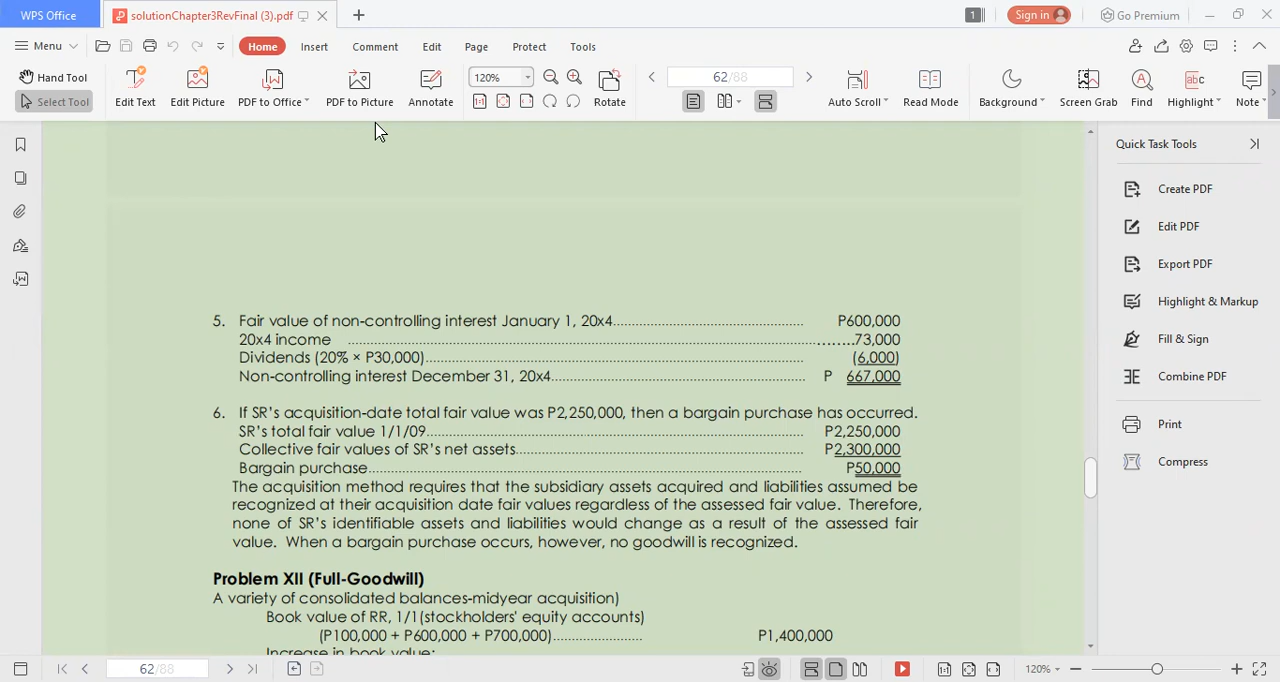 WPS Office
solutionChapter3RevFinal (3).pdf
1
Sign in
Go Premium
Menu
Home
Insert
Comment
Edit
Page
Protect
Tools
Hand Tool
Select Tool
Edit Text
Edit Picture
PDF to Office
PDF to Picture
Annotate
120%
Rotate
62/88
Auto Scroll
Read Mode
Background
Screen Grab
Find
Highlight
Note
Quick Task Tools
Create PDF
Edit PDF
Export PDF
Highlight & Markup
Fill & Sign
Combine PDF
Print
Compress
5. Fair value of non-controlling interest January 1, 20x4 P600,000
20x4 income 73,000
Dividends (20% × P30,000) (6,000)
Non-controlling interest December 31, 20x4 P 667,000
6. If SR's acquisition-date total fair value was P2,250,000, then a bargain purchase has occurred.
SR's total fair value 1/1/09 P2,250,000
Collective fair values of SR's net assets P2,300,000
Bargain purchase P50,000
The acquisition method requires that the subsidiary assets acquired and liabilities assumed be
recognized at their acquisition date fair values regardless of the assessed fair value. Therefore,
none of SR's identifiable assets and liabilities would change as a result of the assessed fair
value. When a bargain purchase occurs, however, no goodwill is recognized.
Problem XII (Full-Goodwill)
A variety of consolidated balances-midyear acquisition)
Book value of RR, 1/1(stockholders' equity accounts)
(P100,000 + P600,000 + P700,000) P1,400,000
Increase in book value:
62/88
120%